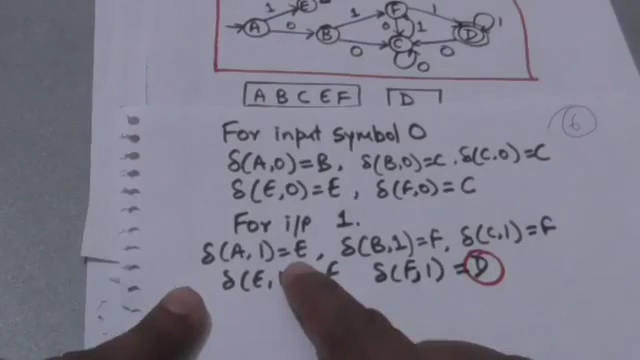 1 E
A 0 B 1 F 1 D 1
0 1
0 C 0
0
A B C E F D
6
For input symbol 0
δ(A,0)=B, δ(B,0)=C, δ(C,0)=C
δ(E,0)=E, δ(F,0)=C
For i/p 1.
δ(A,1)=E, δ(B,1)=F, δ(C,1)=F
δ(E, δ(F,1)=D